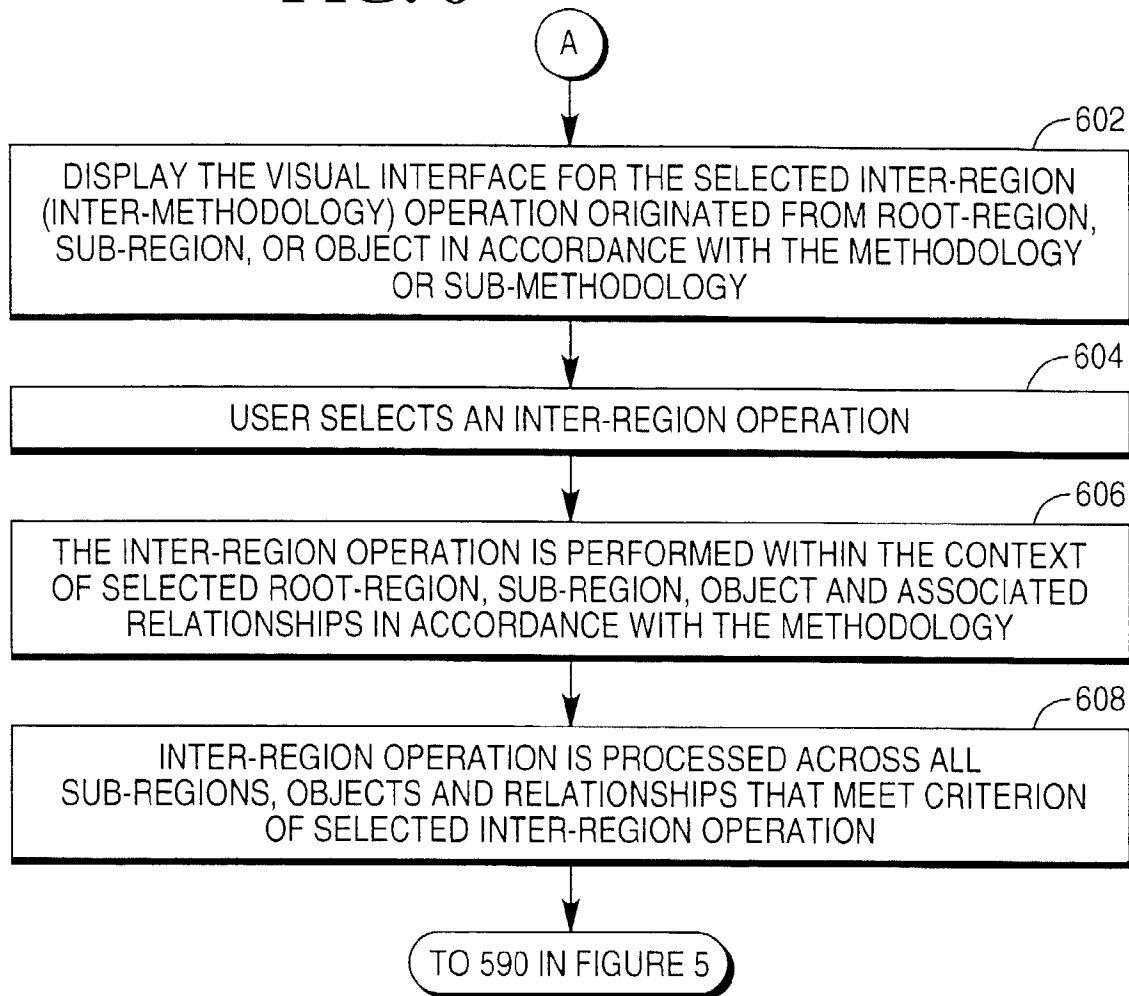 A
602
DISPLAY THE VISUAL INTERFACE FOR THE SELECTED INTER-REGION
(INTER-METHODOLOGY) OPERATION ORIGINATED FROM ROOT-REGION,
SUB-REGION, OR OBJECT IN ACCORDANCE WITH THE METHODOLOGY
OR SUB-METHODOLOGY
604
USER SELECTS AN INTER-REGION OPERATION
606
THE INTER-REGION OPERATION IS PERFORMED WITHIN THE CONTEXT
OF SELECTED ROOT-REGION, SUB-REGION, OBJECT AND ASSOCIATED
RELATIONSHIPS IN ACCORDANCE WITH THE METHODOLOGY
608
INTER-REGION OPERATION IS PROCESSED ACROSS ALL
SUB-REGIONS, OBJECTS AND RELATIONSHIPS THAT MEET CRITERION
OF SELECTED INTER-REGION OPERATION
TO 590 IN FIGURE 5